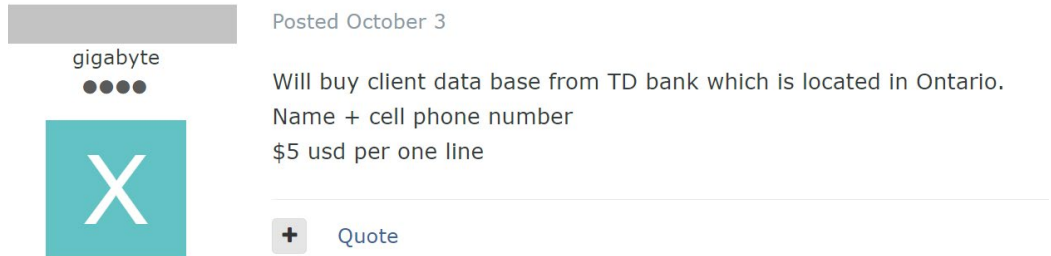 Posted October 3
gigabyte
Will buy client data base from TD bank which is located in Ontario.
Name + cell phone number
$5 usd per one line
X
+ Quote